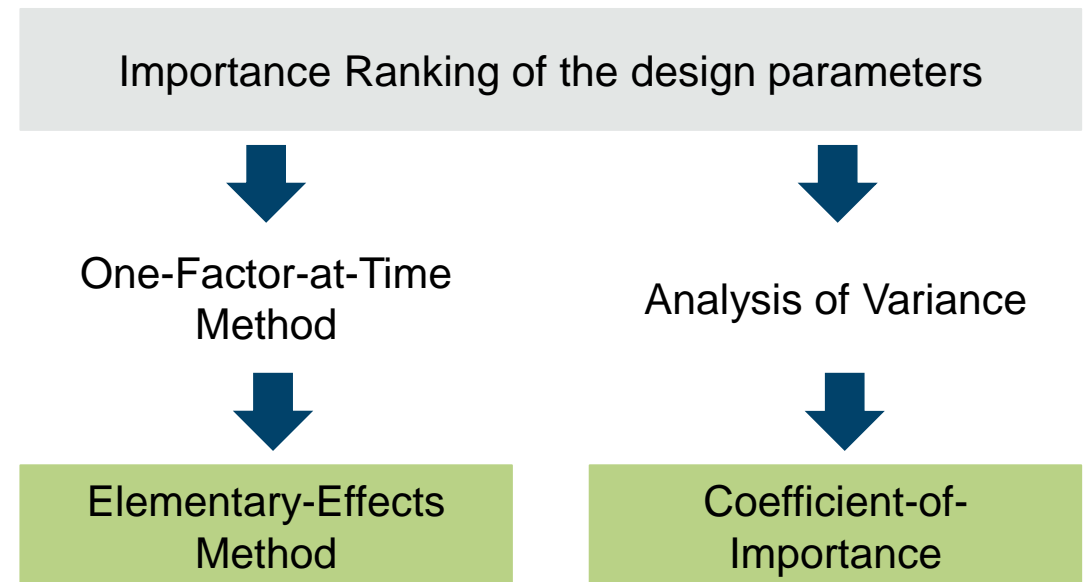 Importance Ranking of the design parameters
One-Factor-at-Time
Method
Analysis of Variance
Elementary-Effects
Method
Coefficient-of-
Importance